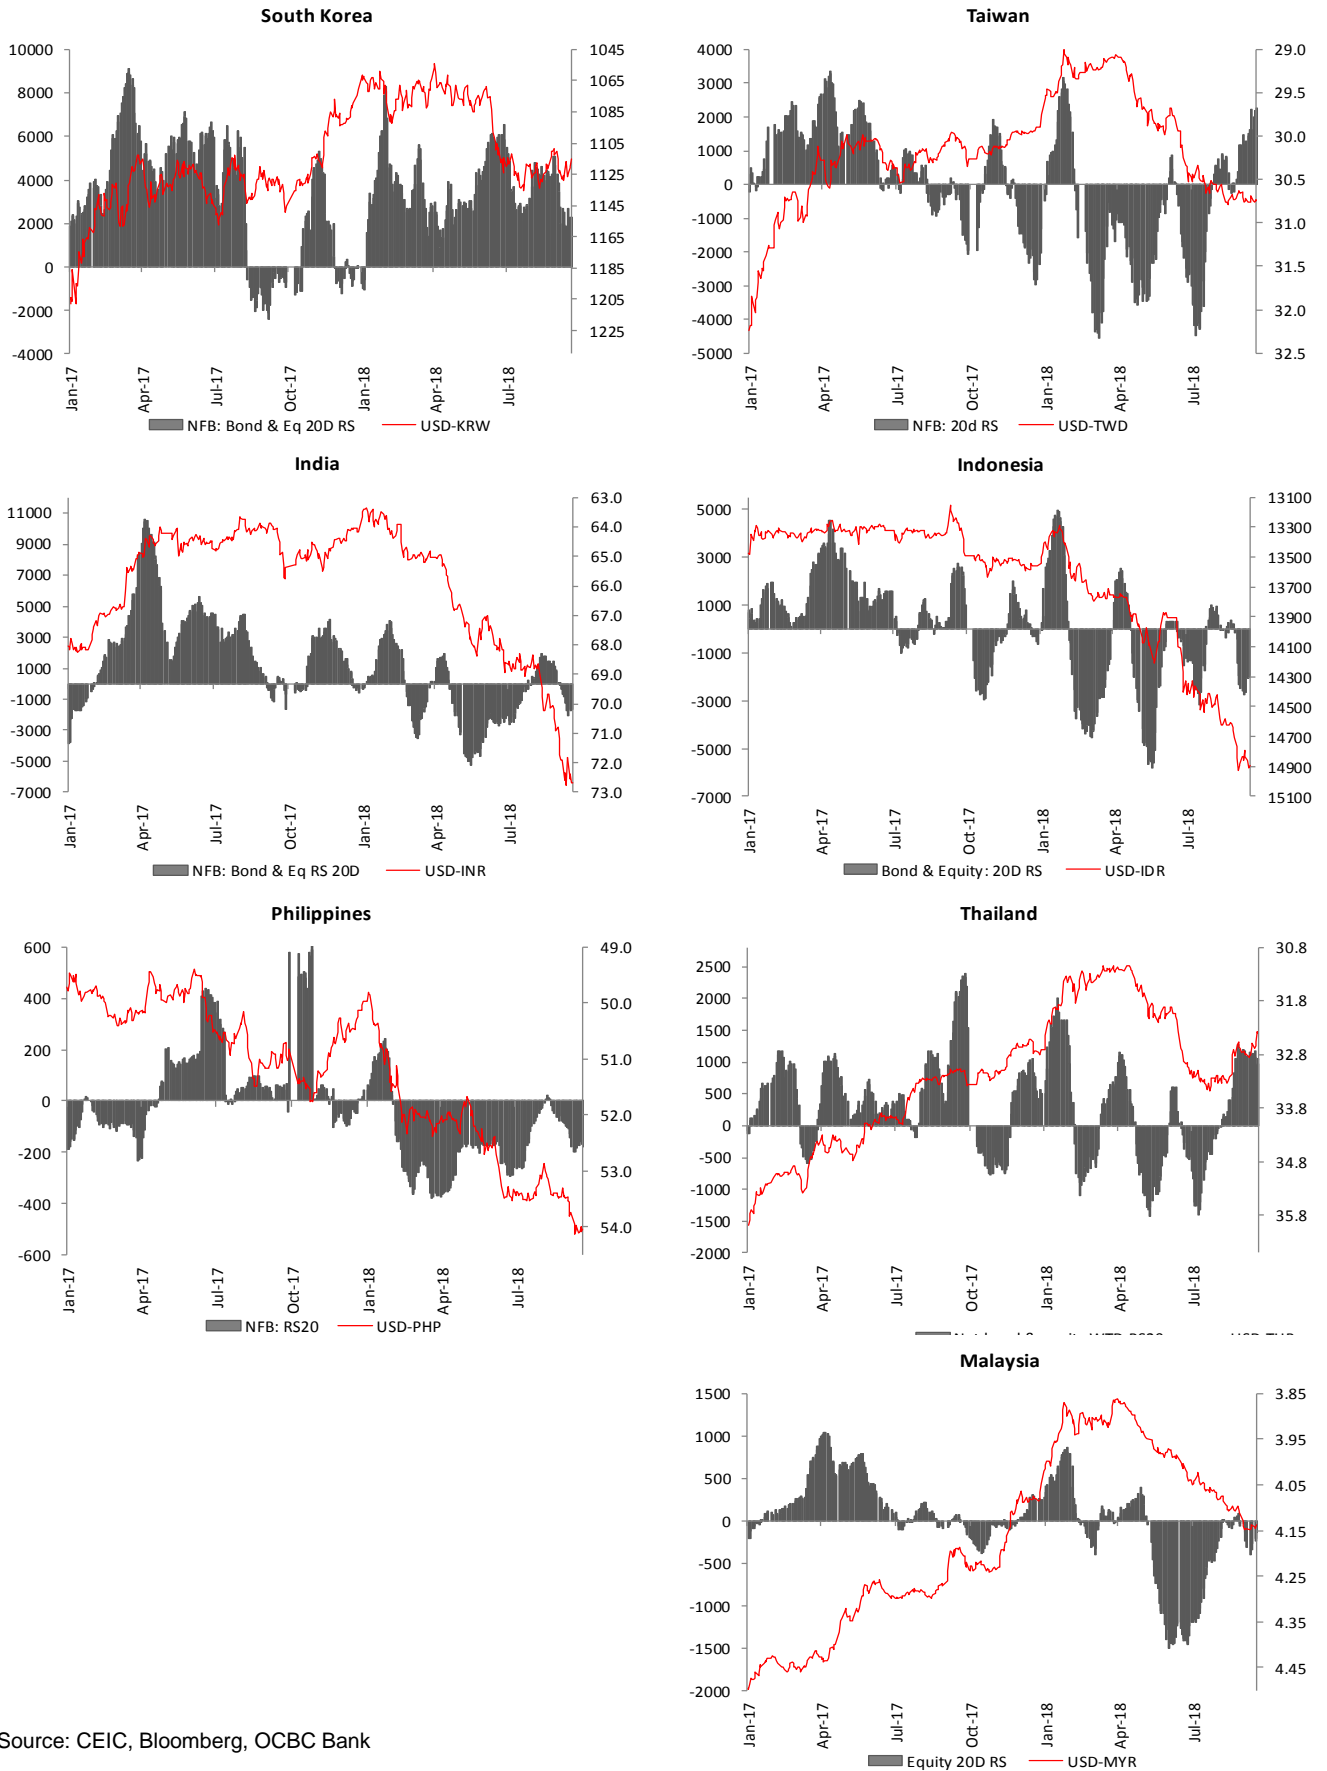 South Korea
10000
8000
6000
4000
2000
0
-2000
-4000
1045
1065
1085
1105
1125
1145
1165
1185
1205
1225
Jan-17
Apr-17
Jul-17
Oct-17
Jan-18
Apr-18
Jul-18
NFB: Bond & Eq 20D RS USD-KRW
Taiwan
4000
3000
2000
1000
0
-1000
-2000
-3000
-4000
-5000
29.0
29.5
30.0
30.5
31.0
31.5
32.0
32.5
Jan-17
Apr-17
Jul-17
Oct-17
Jan-18
Apr-18
Jul-18
NFB: 20d RS USD-TWD
India
11000
9000
7000
5000
3000
1000
-1000
-3000
-5000
-7000
63.0
64.0
65.0
66.0
67.0
68.0
69.0
70.0
71.0
72.0
73.0
Jan-17
Apr-17
Jul-17
Oct-17
Jan-18
Apr-18
Jul-18
NFB: Bond & Eq RS 20D USD-INR
Indonesia
5000
3000
1000
-1000
-3000
-5000
-7000
13100
13300
13500
13700
13900
14100
14300
14500
14700
14900
15100
Jan-17
Apr-17
Jul-17
Oct-17
Jan-18
Apr-18
Jul-18
Bond & Equity: 20D RS USD-IDR
Philippines
600
400
200
0
-200
-400
-600
49.0
50.0
51.0
52.0
53.0
54.0
Jan-17
Apr-17
Jul-17
Oct-17
Jan-18
Apr-18
Jul-18
NFB: RS20 USD-PHP
Thailand
2500
2000
1500
1000
500
0
-500
-1000
-1500
-2000
30.8
31.8
32.8
33.8
34.8
35.8
Jan-17
Apr-17
Jul-17
Oct-17
Jan-18
Apr-18
Jul-18
Malaysia
1500
1000
500
0
-500
-1000
-1500
-2000
3.85
3.95
4.05
4.15
4.25
4.35
4.45
Jan-17
Apr-17
Jul-17
Oct-17
Jan-18
Apr-18
Jul-18
Equity 20D RS USD-MYR
Source: CEIC, Bloomberg, OCBC Bank